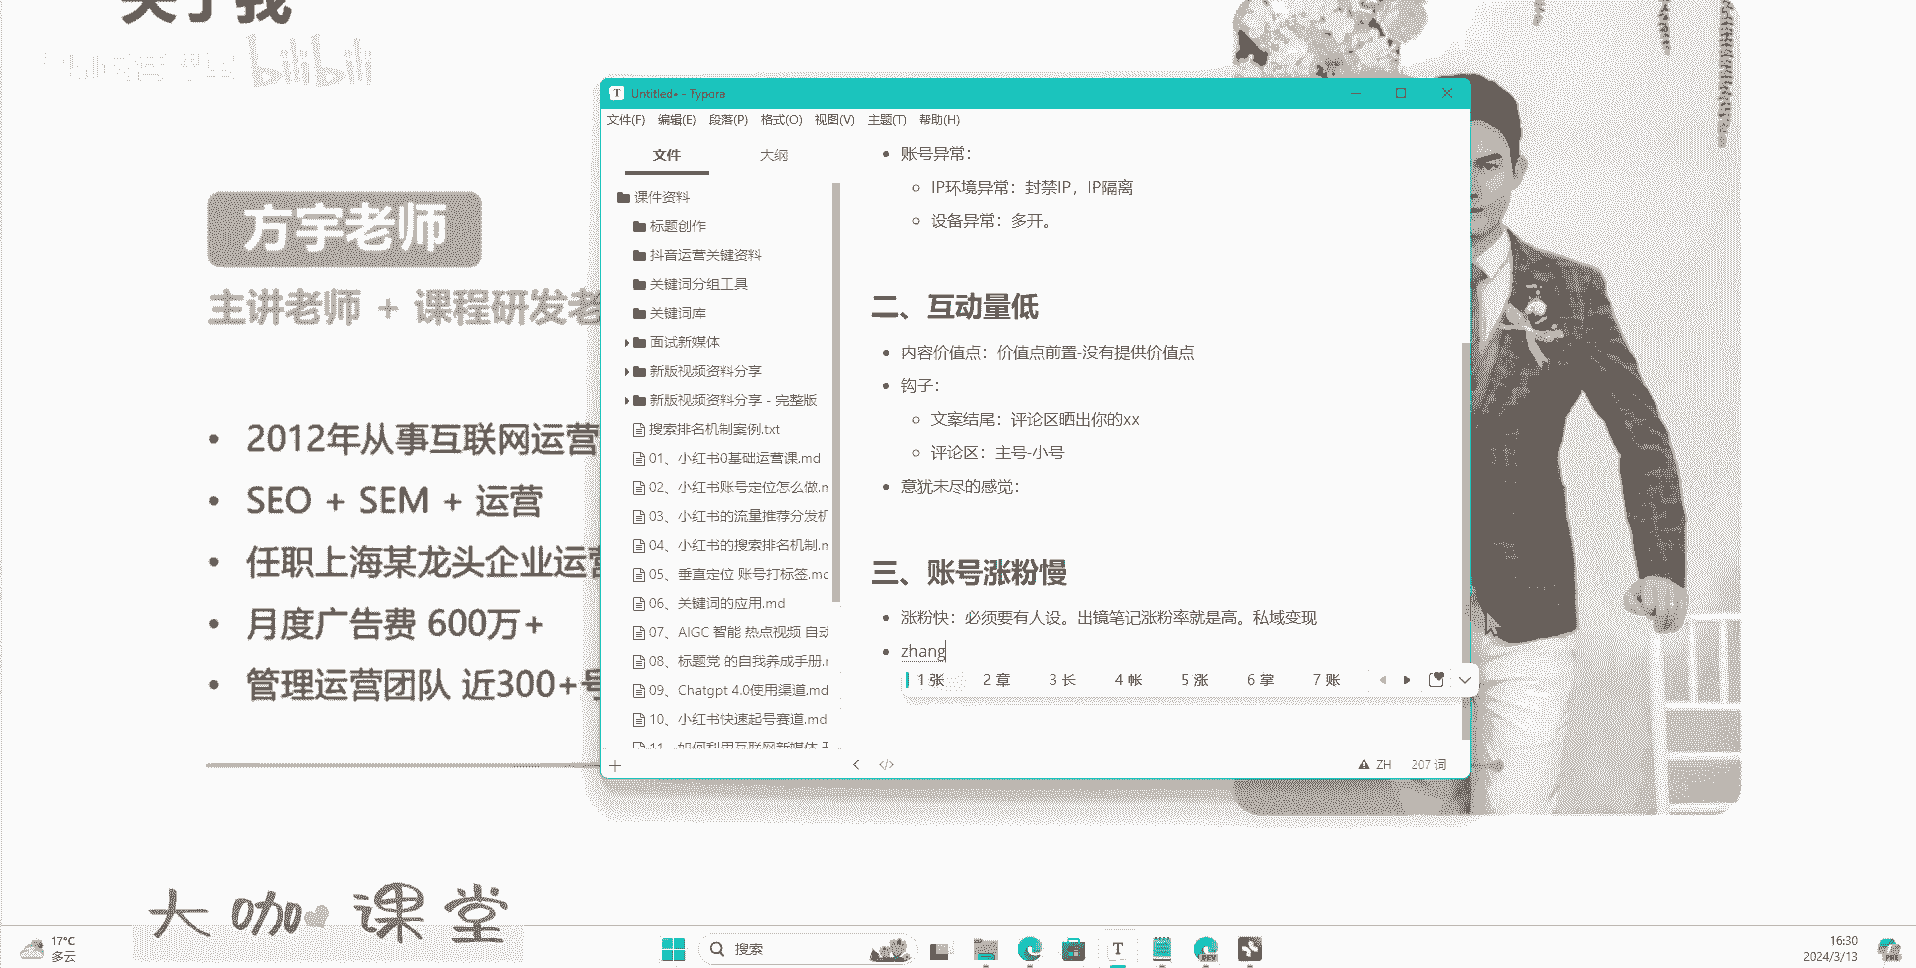 关于我
bilibili
方宇老师
主讲老师 + 课程研发老
2012年从事互联网运营
SEO + SEM + 运营
任职上海某龙头企业运营
月度广告费 600万+
管理运营团队 近300+号
大咖课堂
Untitled• - Typora
文件(F) 编辑(E) 段落(P) 格式(O) 视图(V) 主题(T) 帮助(H)
文件 大纲
课件资料
标题创作
抖音运营关键资料
关键词分组工具
关键词库
面试新媒体
新版视频资料分享
新版视频资料分享 - 完整版
搜索排名机制案例.txt
01、小红书0基础运营课.md
02、小红书账号定位怎么做.m
03、小红书的流量推荐分发机
04、小红书的搜索排名机制.m
05、垂直定位 账号打标签.md
06、关键词的应用.md
07、AIGC 智能 热点视频 自动
08、标题党 的自我养成手册.r
09、Chatgpt 4.0使用渠道.md
10、小红书快速起号赛道.md
11、如何利用互联网新媒体
账号异常：
IP环境异常：封禁IP，IP隔离
设备异常：多开。
二、互动量低
内容价值点：价值点前置-没有提供价值点
钩子：
文案结尾：评论区晒出你的xx
评论区：主号-小号
意犹未尽的感觉：
三、账号涨粉慢
涨粉快：必须要有人设。出镜笔记涨粉率就是高。私域变现
zhang
1 张 2 章 3 长 4 帐 5 涨 6 掌 7 账
ZH 207 词
17°C
多云
搜索
16:30
2024/3/13